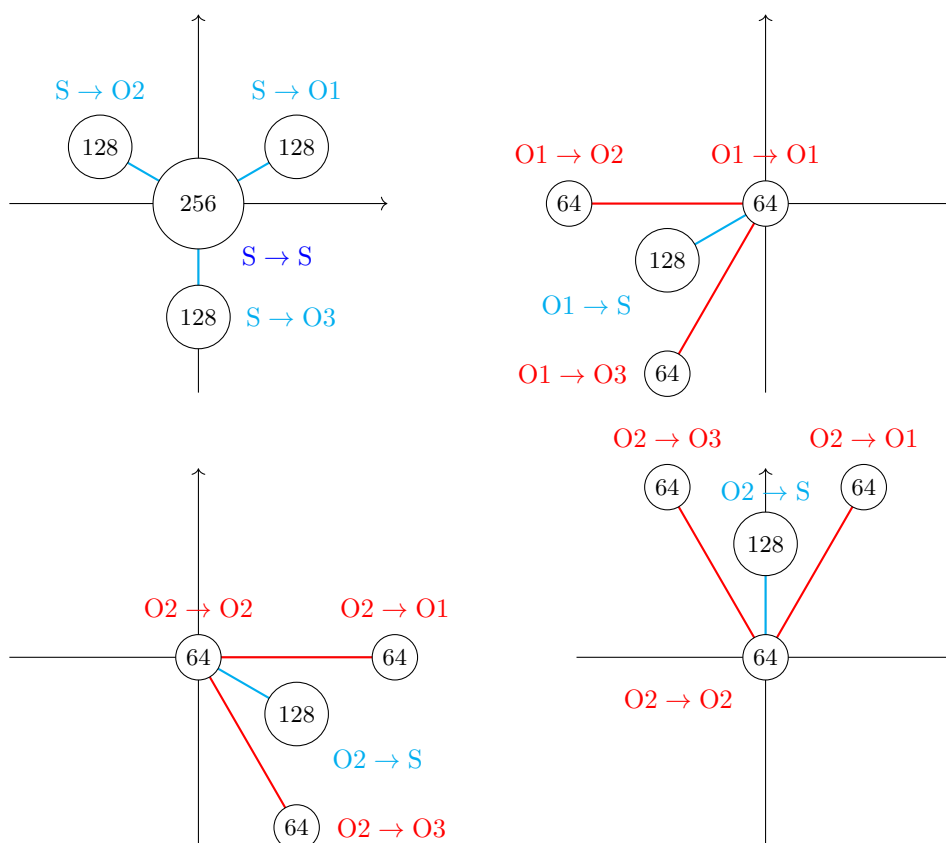 S → O2
S → O1
128
128
256
S → S
128
S → O3
O1 → O2
O1 → O1
64
64
128
O1 → S
O1 → O3
64
O2 → O2
O2 → O1
64
64
128
O2 → S
64
O2 → O3
O2 → O3
O2 → O1
64
O2 → S
64
128
64
O2 → O2